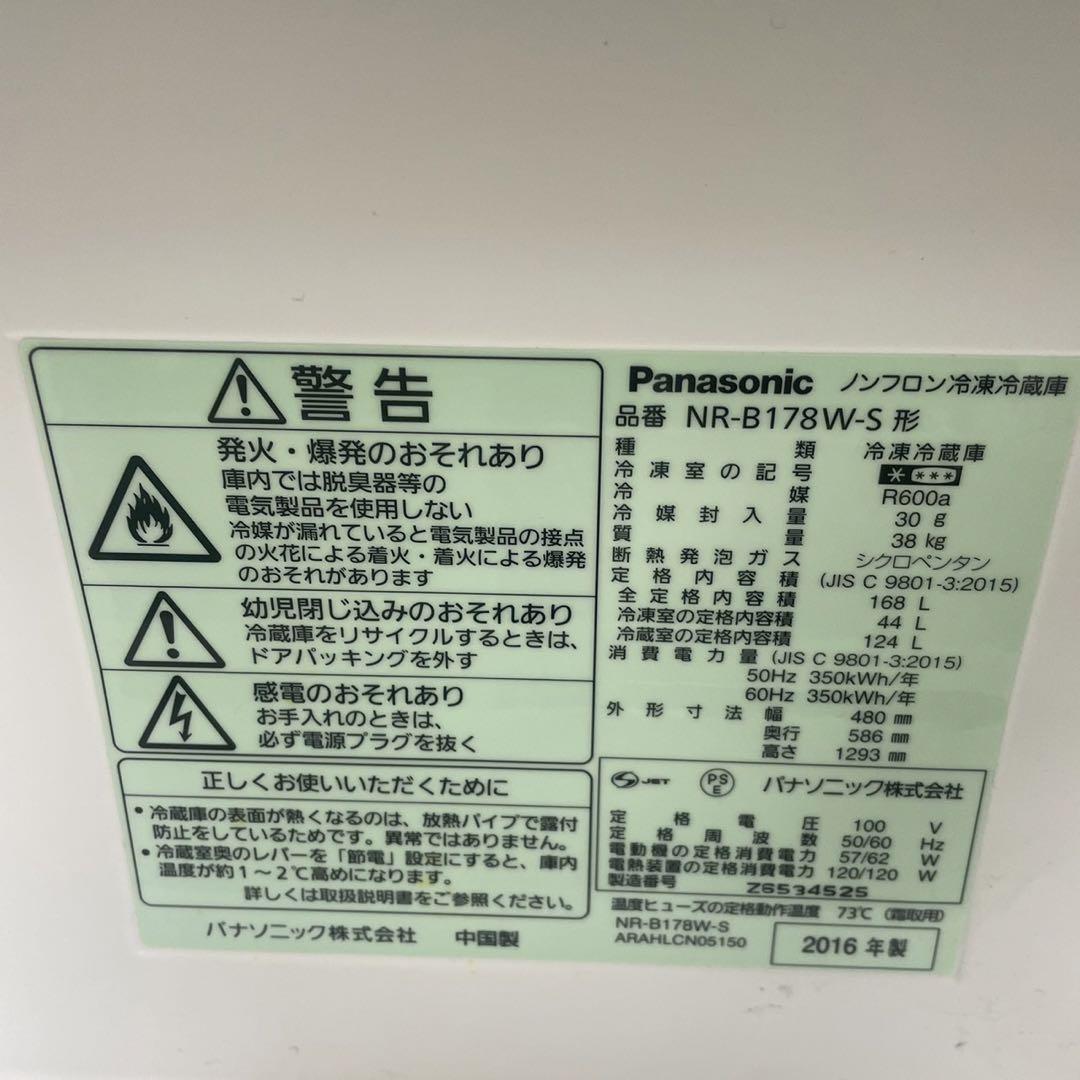 警告
発火・爆発のおそれあり
庫内では脱臭器等の
電気製品を使用しない
冷媒が漏れていると電気製品の接点
の火花による着火・着火による爆発
のおそれがあります
幼児閉じ込みのおそれあり
冷蔵庫をリサイクルするときは、
ドアパッキングを外す
感電のおそれあり
お手入れのときは、
必ず電源プラグを抜く
正しくお使いいただくために
・冷蔵庫の表面が熱くなるのは、放熱パイプで露付
防止をしているためです。異常ではありません。
・冷蔵室奥のレバーを「節電」設定にすると、庫内
温度が約1～2℃高めになります。
詳しくは取扱説明書をご参照ください。
パナソニック株式会社 中国製
Panasonic ノンフロン冷凍冷蔵庫
品番 NR-B178W-S 形
種類 冷凍冷蔵庫
冷凍室の記号 * ***
冷媒 R600a
冷媒封入量 30 g
質量 38 kg
断熱発泡ガス シクロペンタン
定格内容積 (JIS C 9801-3:2015)
全定格内容積 168 L
冷凍室の定格内容積 44 L
冷蔵室の定格内容積 124 L
消費電力量 (JIS C 9801-3:2015)
50Hz 350kWh/年
60Hz 350kWh/年
外形寸法 幅 480 mm
奥行 586 mm
高さ 1293 mm
S JET PS E パナソニック株式会社
定格電圧 100 V
定格周波数 50/60 Hz
電動機の定格消費電力 57/62 W
電熱装置の定格消費電力 120/120 W
製造番号 Z6534525
温度ヒューズの定格動作温度 73℃ (霜取用)
NR-B178W-S
ARAHLCN05150
2016 年製